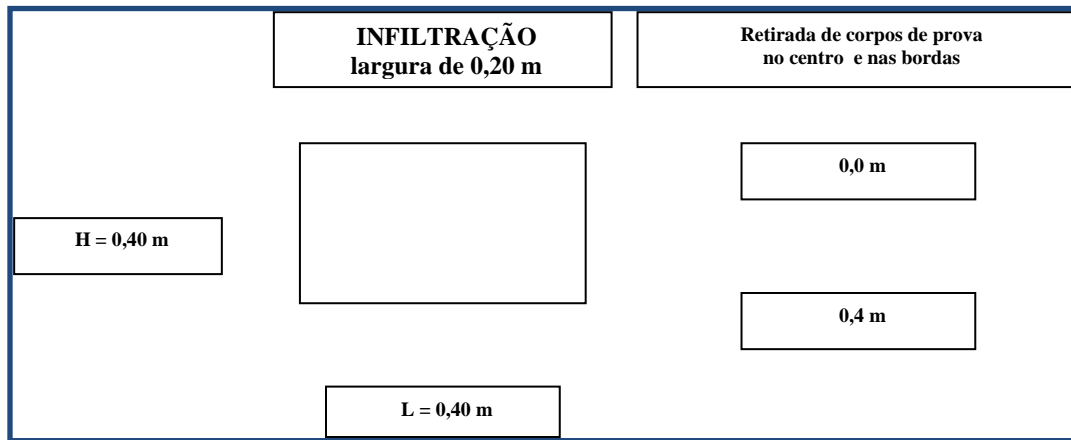 INFILTRAÇÃO
largura de 0,20 m
Retirada de corpos de prova
no centro e nas bordas
0,0 m
H = 0,40 m
0,4 m
L = 0,40 m